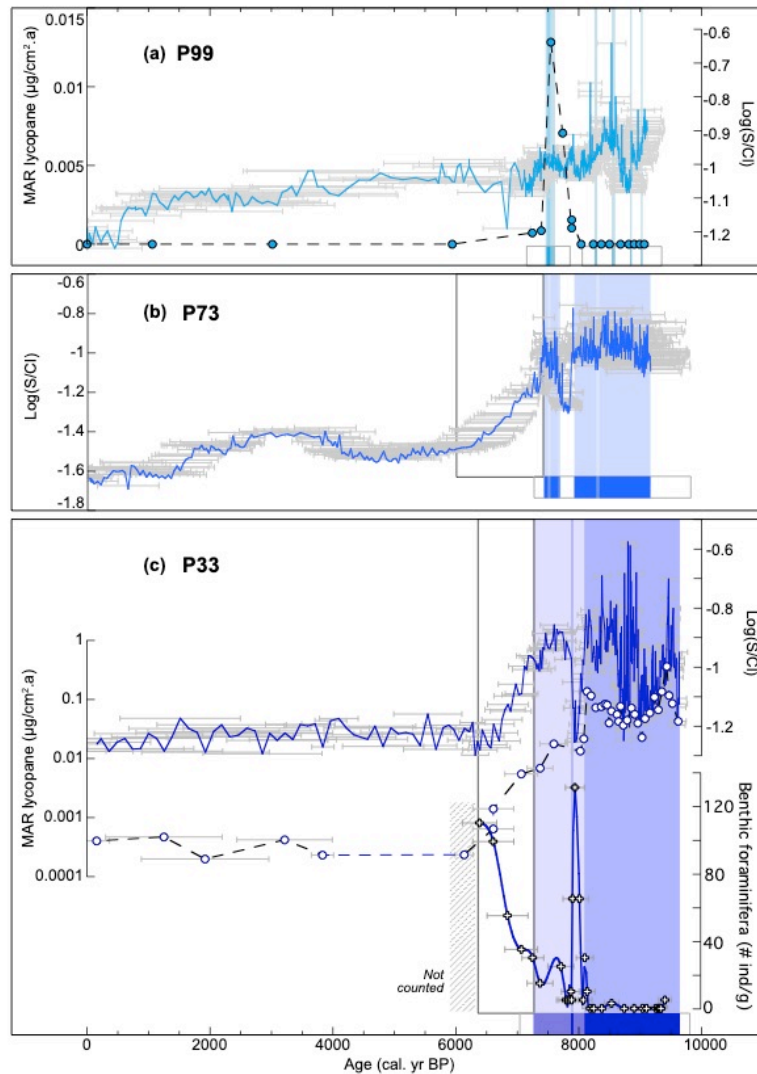 (a) P99
MAR lycopane (µg/cm².a)
0.015
0.01
0.005
0
-0.6
-0.7
-0.8
-0.9
-1
-1.1
-1.2
Log(S/Cl)
(b) P73
Log(S/Cl)
-0.6
-0.8
-1
-1.2
-1.4
-1.6
-1.8
(c) P33
MAR lycopane (µg/cm².a)
1
0.1
0.01
0.001
0.0001
-0.5
-0.8
-1
-1.2
Log(S/Cl)
120
80
40
0
Benthic foraminifera (# ind/g)
Not
counted
0 2000 4000 6000 8000 10000
Age (cal. yr BP)